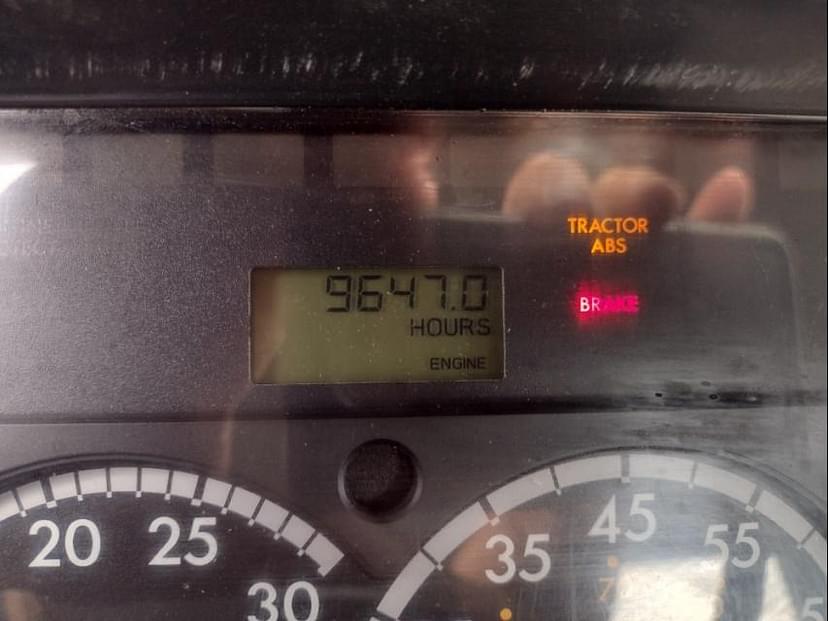 TRACTOR
ABS
9647.0
BRAKE
HOURS
ENGINE
20
25
30
35
45
55